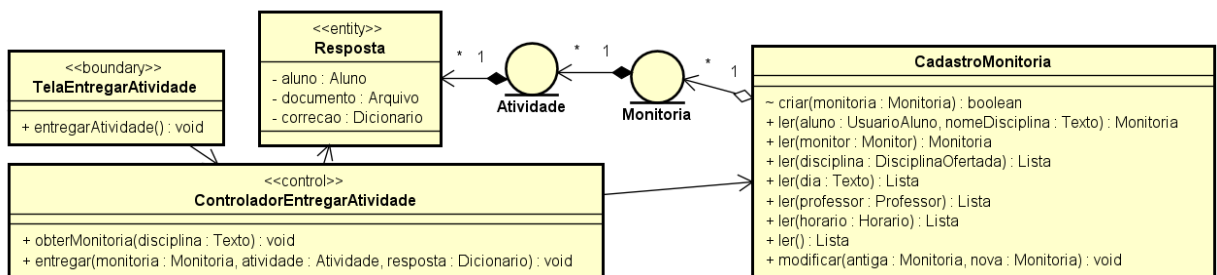 <<boundary>>
TelaEntregarAtividade
+ entregarAtividade() : void
<<entity>>
Resposta
- aluno : Aluno
- documento : Arquivo
- correcao : Dicionario
* 1
Atividade
* 1
Monitoria
* 1
CadastroMonitoria
~ criar(monitoria : Monitoria) : boolean
+ ler(aluno : UsuarioAluno, nomeDisciplina : Texto) : Monitoria
+ ler(monitor : Monitor) : Monitoria
+ ler(disciplina : DisciplinaOfertada) : Lista
+ ler(dia : Texto) : Lista
+ ler(professor : Professor) : Lista
+ ler(horario : Horario) : Lista
+ ler() : Lista
+ modificar(antiga : Monitoria, nova : Monitoria) : void
<<control>>
ControladorEntregarAtividade
+ obterMonitoria(disciplina : Texto) : void
+ entregar(monitoria : Monitoria, atividade : Atividade, resposta : Dicionario) : void